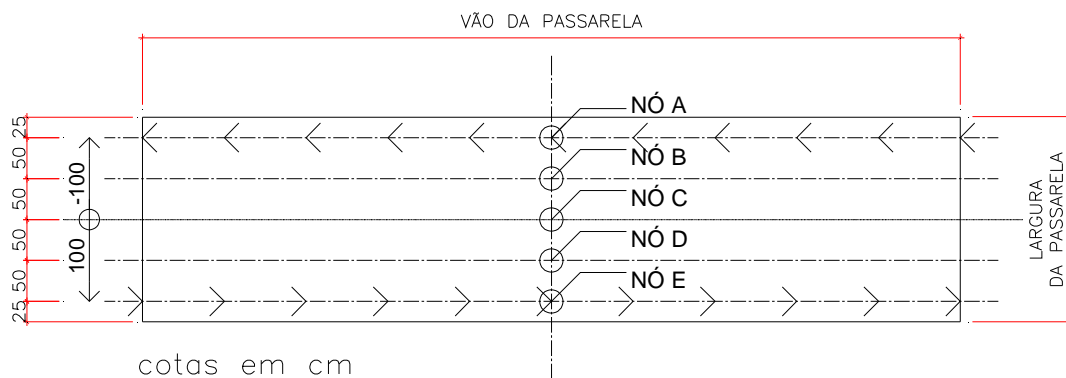 VÃO DA PASSARELA
NÓ A
NÓ B
NÓ C
NÓ D
NÓ E
25
50
50
50
50
25
-100
100
LARGURA
DA PASSARELA
cotas em cm